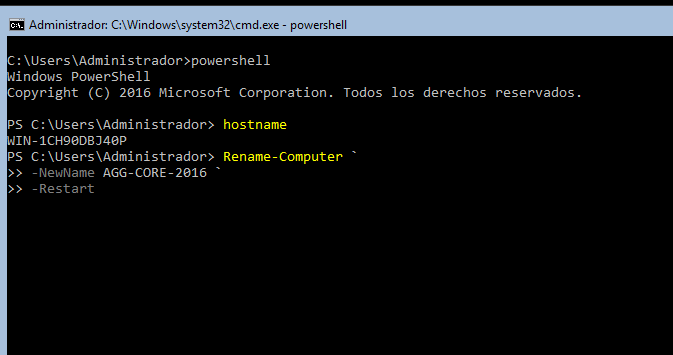 Administrador: C:\Windows\system32\cmd.exe - powershell
C:\Users\Administrador>powershell
Windows PowerShell
Copyright (C) 2016 Microsoft Corporation. Todos los derechos reservados.
PS C:\Users\Administrador> hostname
WIN-1CH90DBJ40P
PS C:\Users\Administrador> Rename-Computer `
>> -NewName AGG-CORE-2016 `
>> -Restart